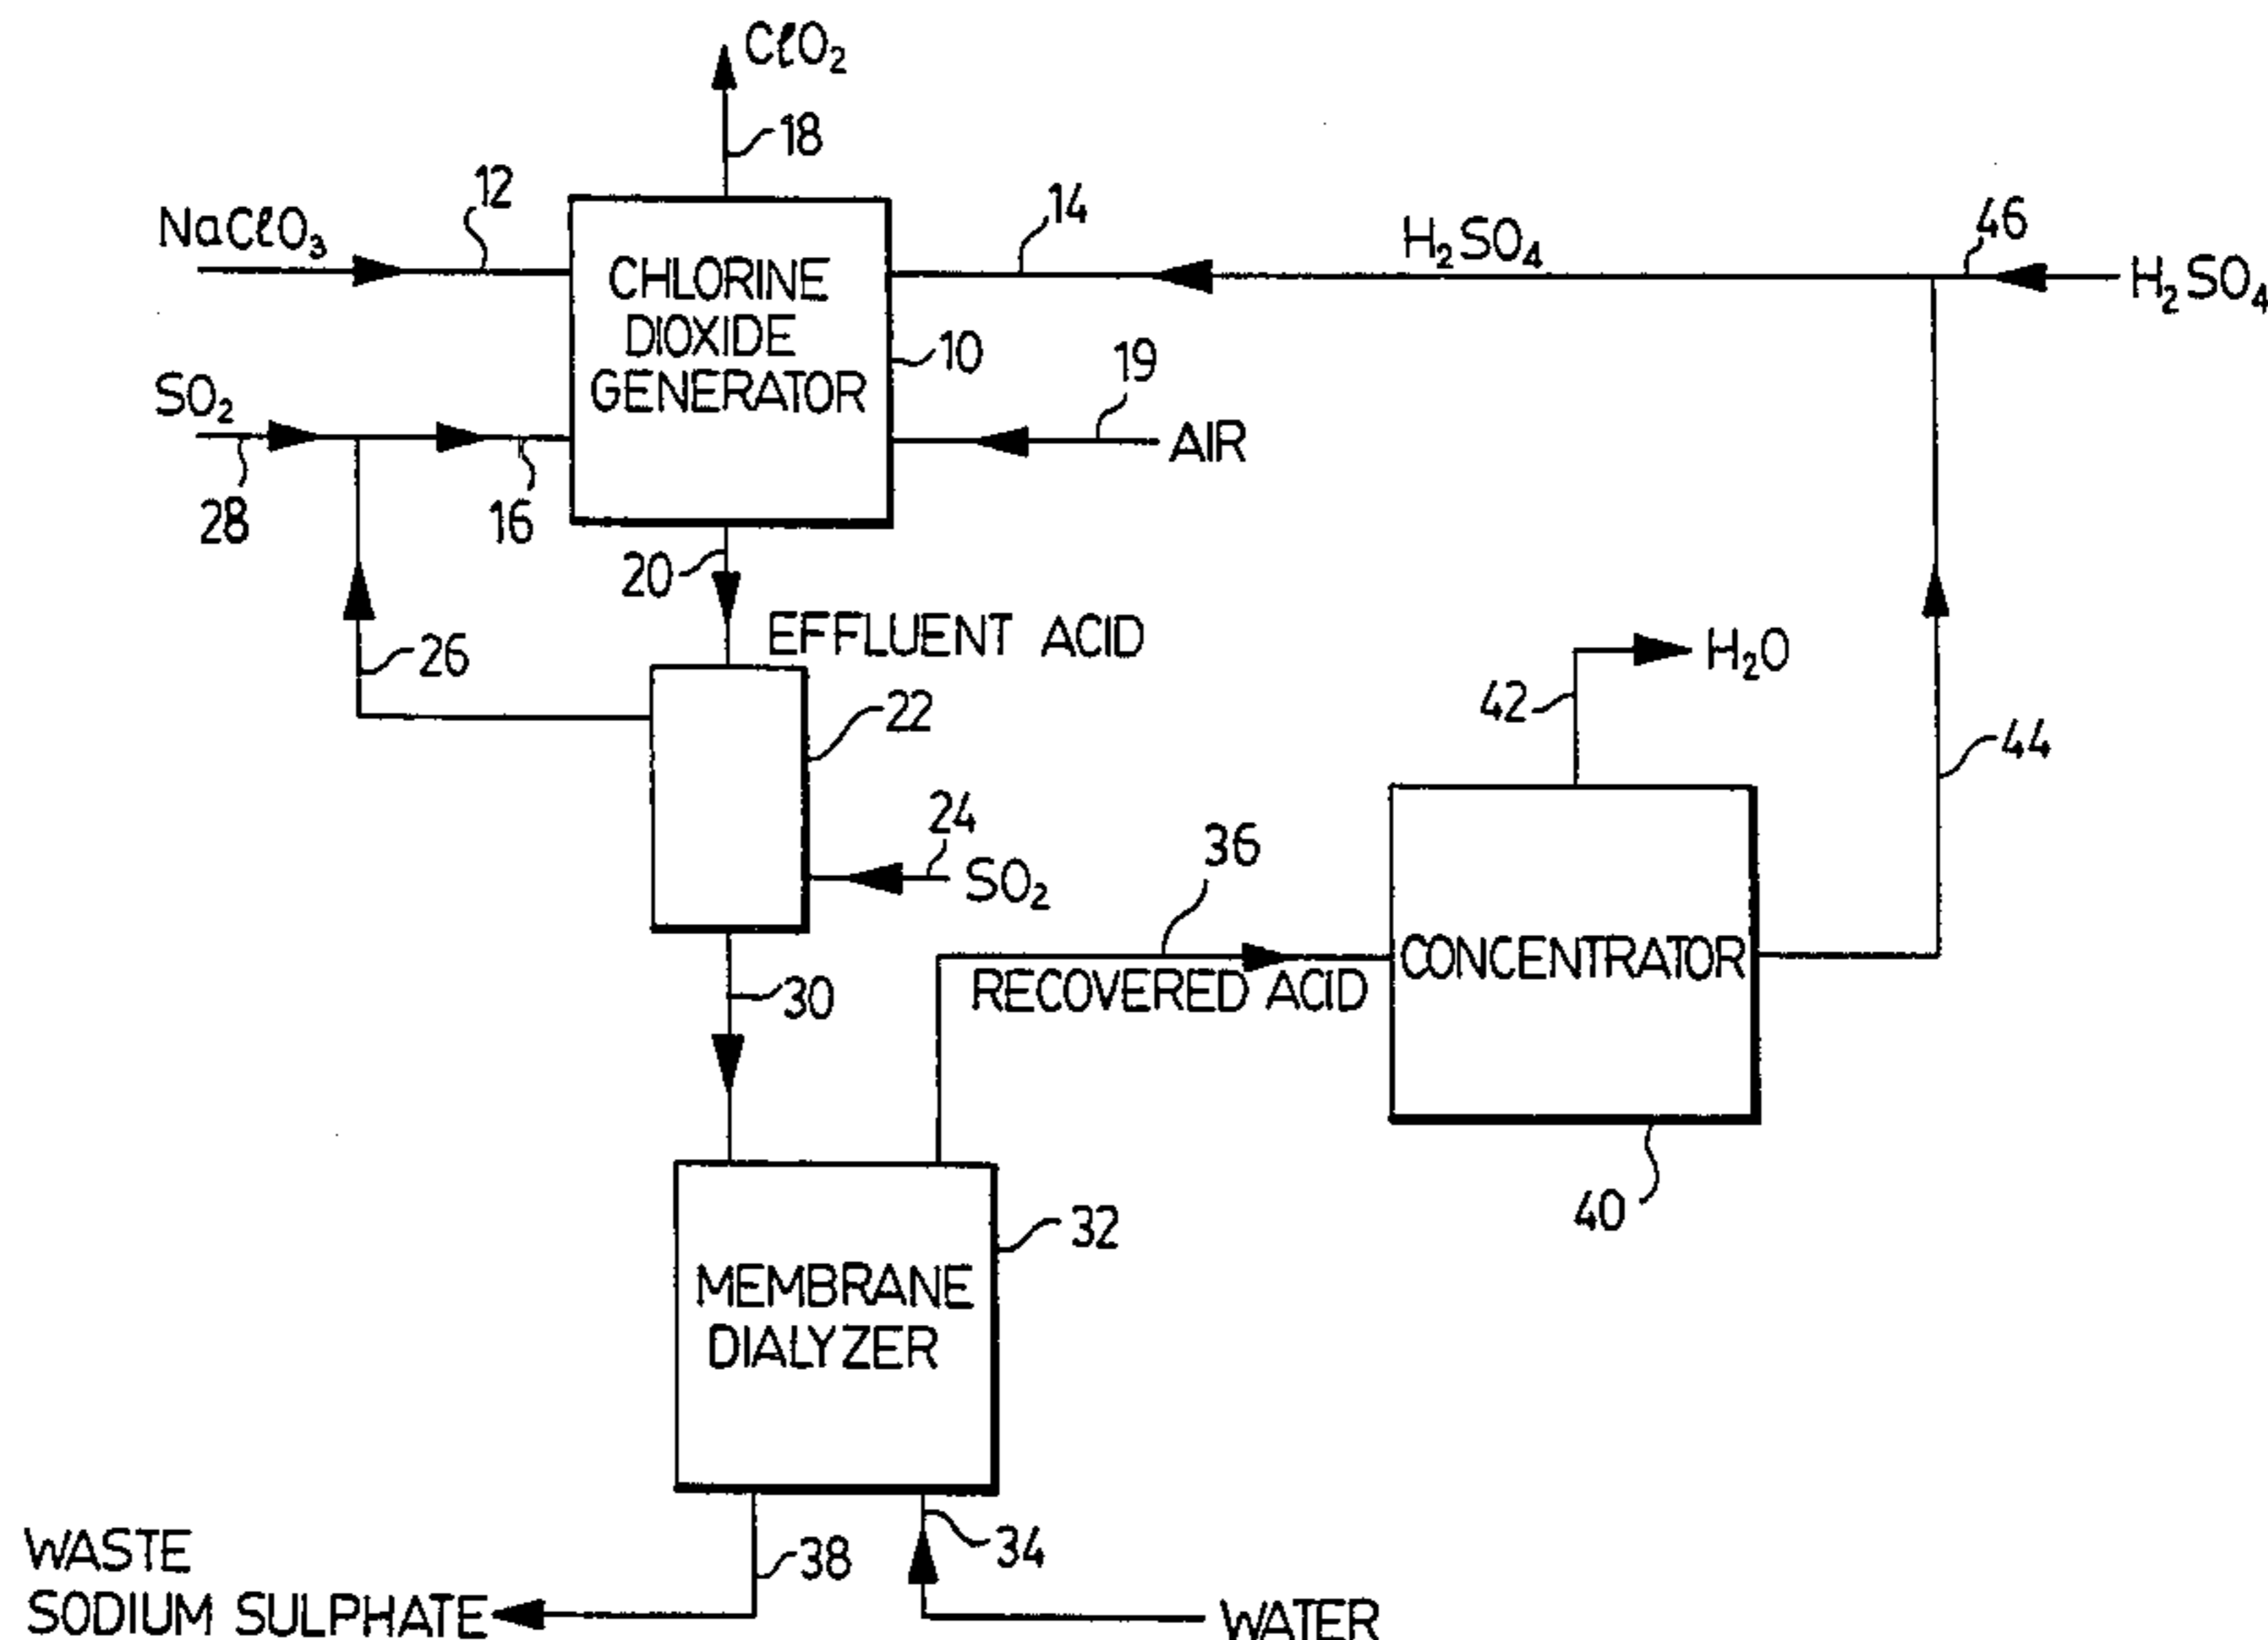 ClO₂
18
12
NaClO₃
14
H₂SO₄
46
H₂SO₄
CHLORINE
DIOXIDE
GENERATOR
10
19
AIR
SO₂
28
16
20
EFFLUENT ACID
26
22
24
SO₂
H₂O
42
44
36
RECOVERED ACID
CONCENTRATOR
30
40
32
MEMBRANE
DIALYZER
38
34
WASTE
SODIUM SULPHATE
WATER